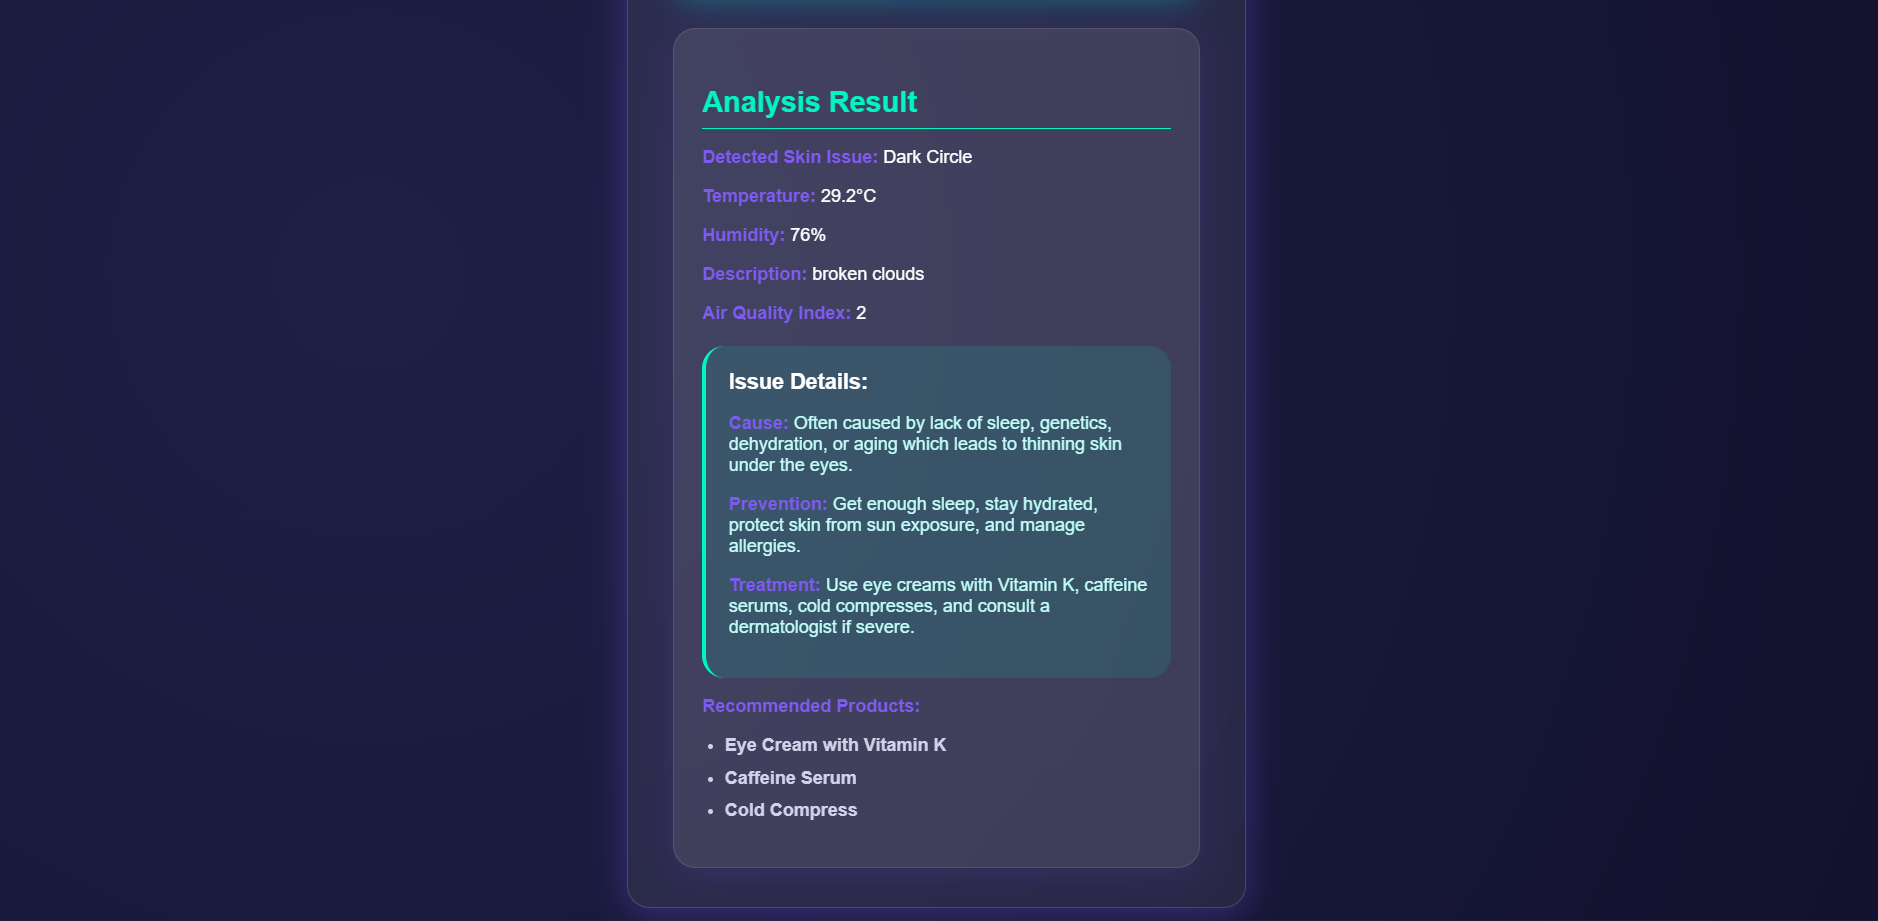 Analysis Result
Detected Skin Issue: Dark Circle
Temperature: 29.2°C
Humidity: 76%
Description: broken clouds
Air Quality Index: 2
Issue Details:
Cause: Often caused by lack of sleep, genetics,
dehydration, or aging which leads to thinning skin
under the eyes.
Prevention: Get enough sleep, stay hydrated,
protect skin from sun exposure, and manage
allergies.
Treatment: Use eye creams with Vitamin K, caffeine
serums, cold compresses, and consult a
dermatologist if severe.
Recommended Products:
• Eye Cream with Vitamin K
• Caffeine Serum
• Cold Compress